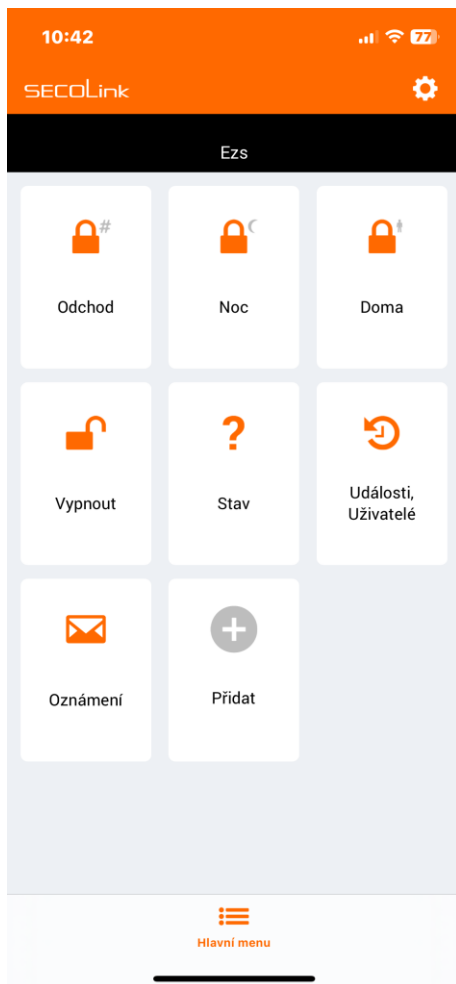 10:42
77
SECOLink
Ezs
#
Odchod
Noc
Doma
Vypnout
?
Stav
Události,
Uživatelé
Oznámení
Přidat
Hlavní menu